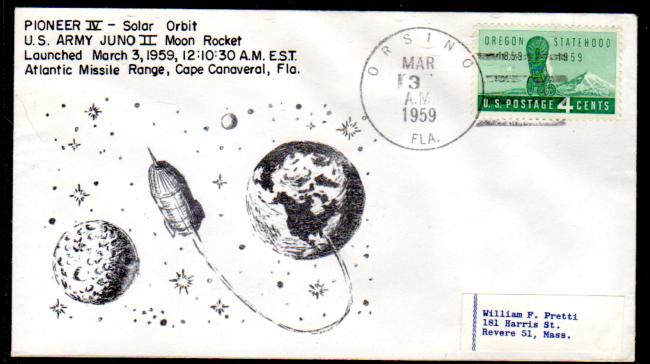 PIONEER IV - Solar Orbit
U.S. ARMY JUNO II Moon Rocket
Launched March 3, 1959, 12:10:30 A.M. E.S.T.
Atlantic Missile Range, Cape Canaveral, Fla.
ORSINO
MAR
3
A.M.
1959
FLA.
OREGON STATEHOOD
1859 1959
U.S. POSTAGE 4 CENTS
William F. Pretti
181 Harris St.
Revere 51, Mass.